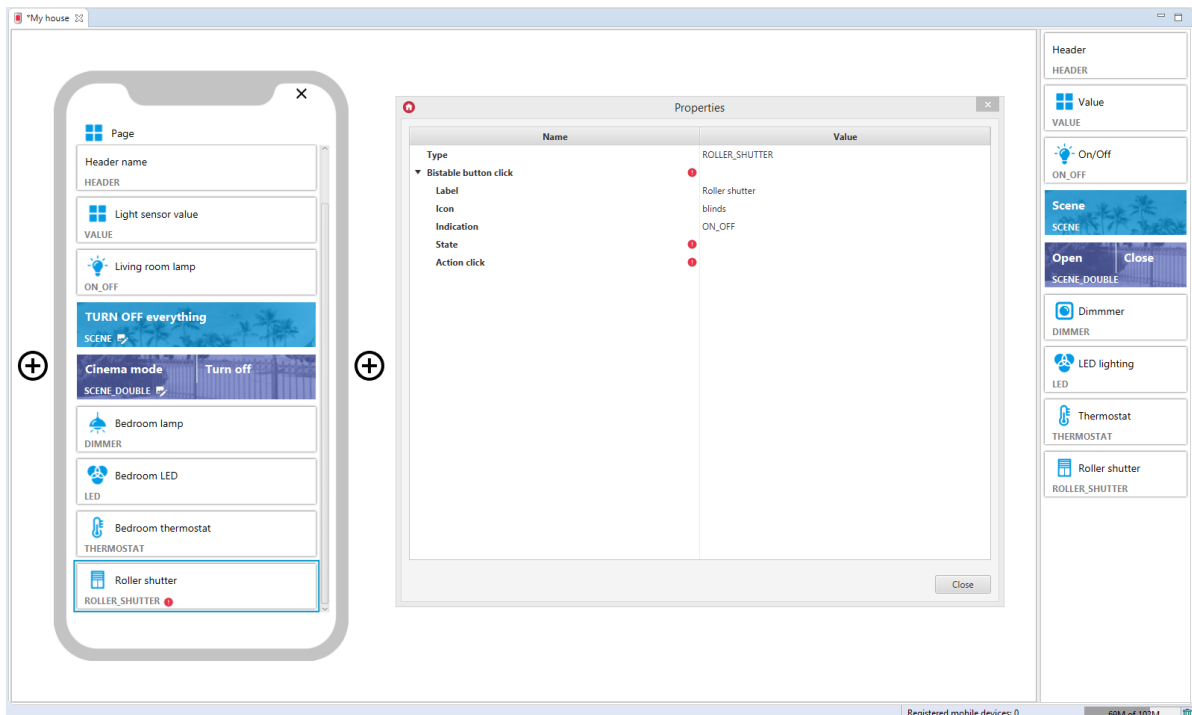 *My house
Page
Header name
HEADER
Light sensor value
VALUE
Living room lamp
ON_OFF
TURN OFF everything
SCENE
Cinema mode Turn off
SCENE_DOUBLE
Bedroom lamp
DIMMER
Bedroom LED
LED
Bedroom thermostat
THERMOSTAT
Roller shutter
ROLLER_SHUTTER
Properties
Name Value
Type ROLLER_SHUTTER
Bistable button click
Label Roller shutter
Icon blinds
Indication ON_OFF
State
Action click
Close
Header
HEADER
Value
VALUE
On/Off
ON_OFF
Scene
SCENE
Open Close
SCENE_DOUBLE
Dimmmer
DIMMER
LED lighting
LED
Thermostat
THERMOSTAT
Roller shutter
ROLLER_SHUTTER
Registered mobile devices: 0 69M of 102M